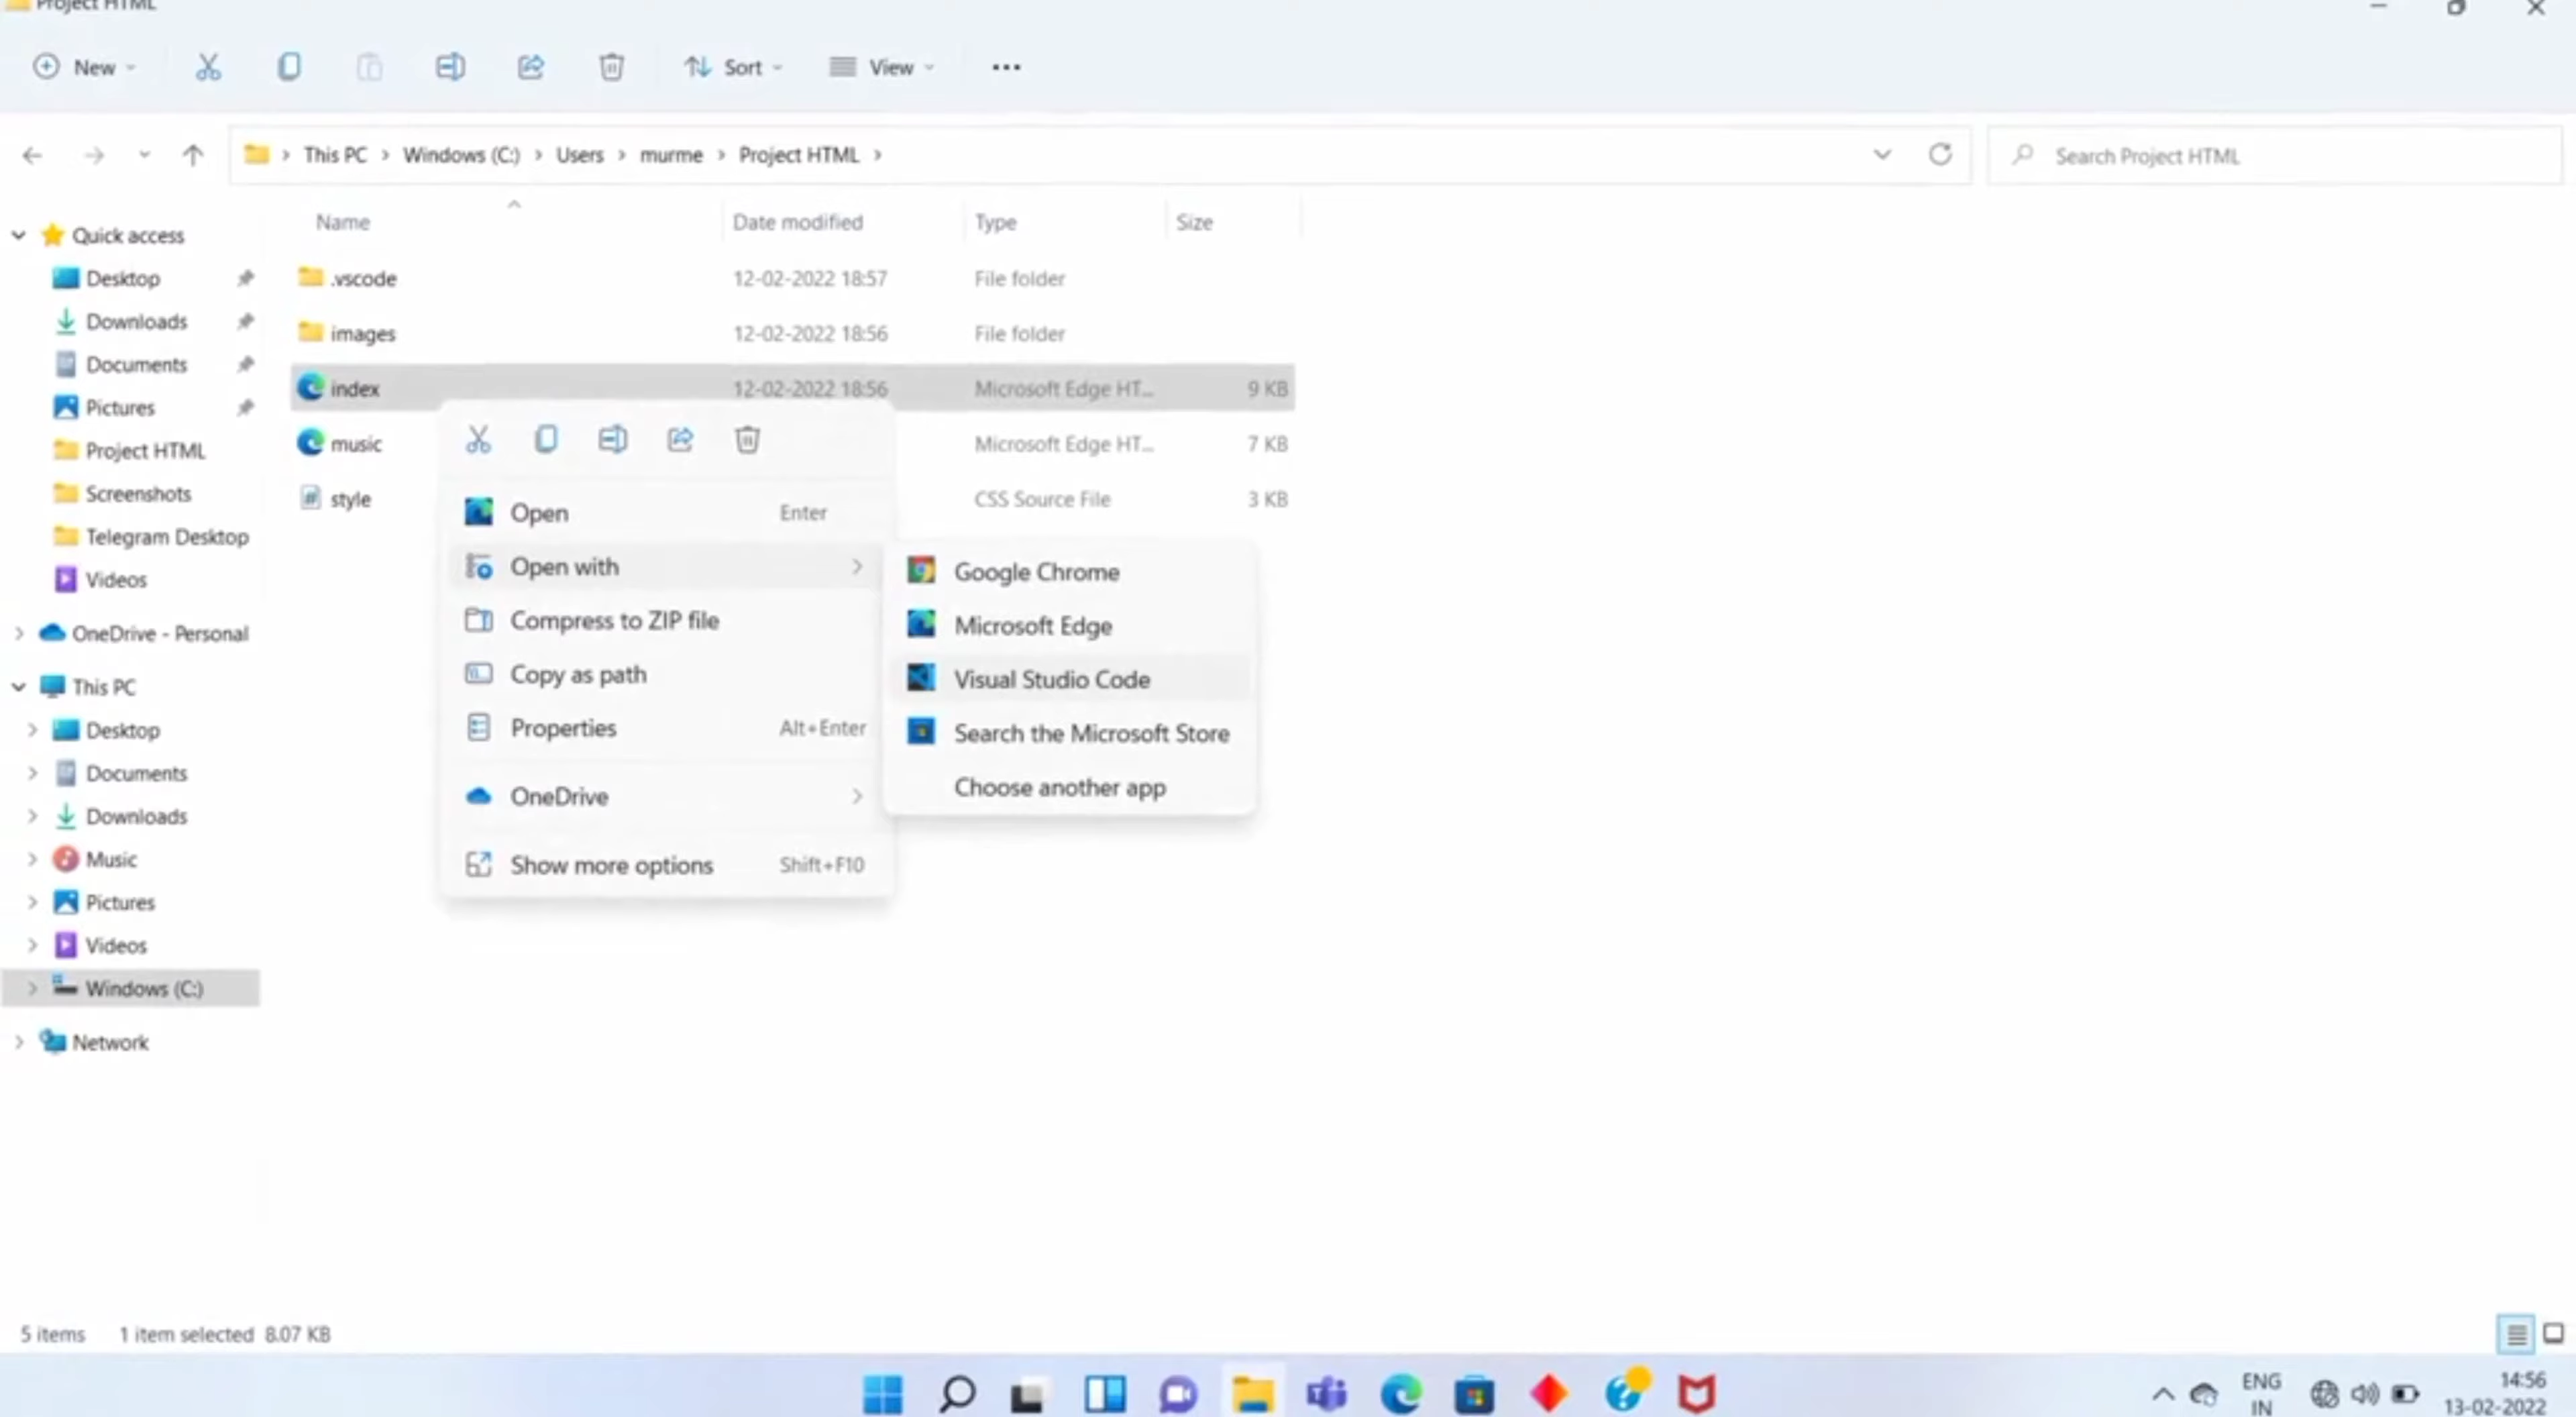 Project HTML
New Sort View
This PC Windows (C:) Users murme Project HTML
Search Project HTML
Name Date modified Type Size
Quick access
Desktop
Downloads
Documents
Pictures
Project HTML
Screenshots
Telegram Desktop
Videos
OneDrive - Personal
This PC
Desktop
Documents
Downloads
Music
Pictures
Videos
Windows (C:)
Network
.vscode 12-02-2022 18:57 File folder
images 12-02-2022 18:56 File folder
index 12-02-2022 18:56 Microsoft Edge HT... 9 KB
music Microsoft Edge HT... 7 KB
style CSS Source File 3 KB
Open Enter
Open with
Compress to ZIP file
Copy as path
Properties Alt+Enter
OneDrive
Show more options Shift+F10
Google Chrome
Microsoft Edge
Visual Studio Code
Search the Microsoft Store
Choose another app
5 items 1 item selected 8.07 KB
ENG
IN
14:56
13-02-2022